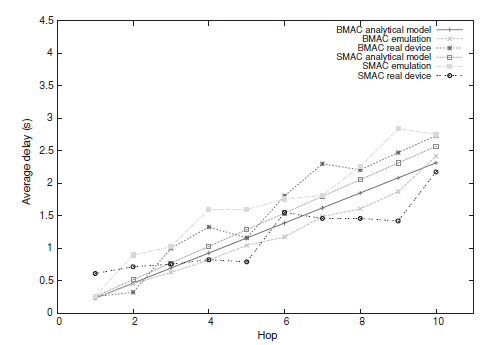 4.5
4
3.5
3
2.5
2
1.5
1
0.5
0
Average delay (s)
BMAC analytical model
BMAC emulation
BMAC real device
SMAC analytical model
SMAC emulation
SMAC real device
0 2 4 6 8 10
Hop